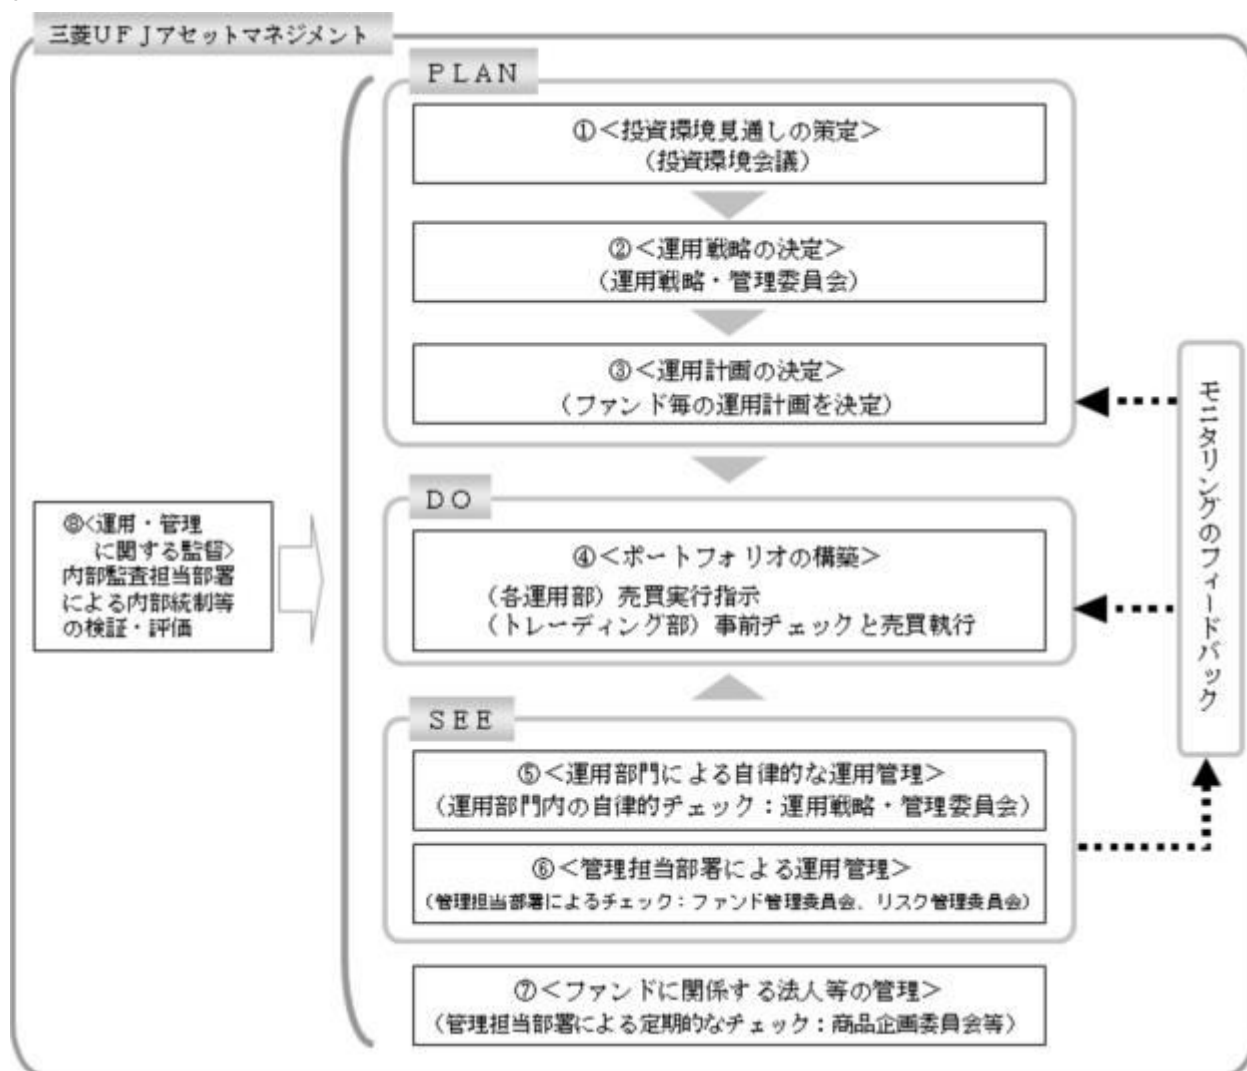 三菱ＵＦＪアセットマネジメント
ＰＬＡＮ
①＜投資環境見通しの策定＞
（投資環境会議）
②＜運用戦略の決定＞
（運用戦略・管理委員会）
③＜運用計画の決定＞
（ファンド毎の運用計画を決定）
ＤＯ
④＜ポートフォリオの構築＞
（各運用部）売買実行指示
（トレーディング部）事前チェックと売買執行
ＳＥＥ
⑤＜運用部門による自律的な運用管理＞
（運用部門内の自律的チェック：運用戦略・管理委員会）
⑥＜管理担当部署による運用管理＞
（管理担当部署によるチェック：ファンド管理委員会、リスク管理委員会）
⑦＜ファンドに関係する法人等の管理＞
（管理担当部署による定期的なチェック：商品企画委員会等）
⑧<運用・管理
に関する監督>
内部監査担当部署
による内部統制等
の検証・評価
モニタリングのフィードバック